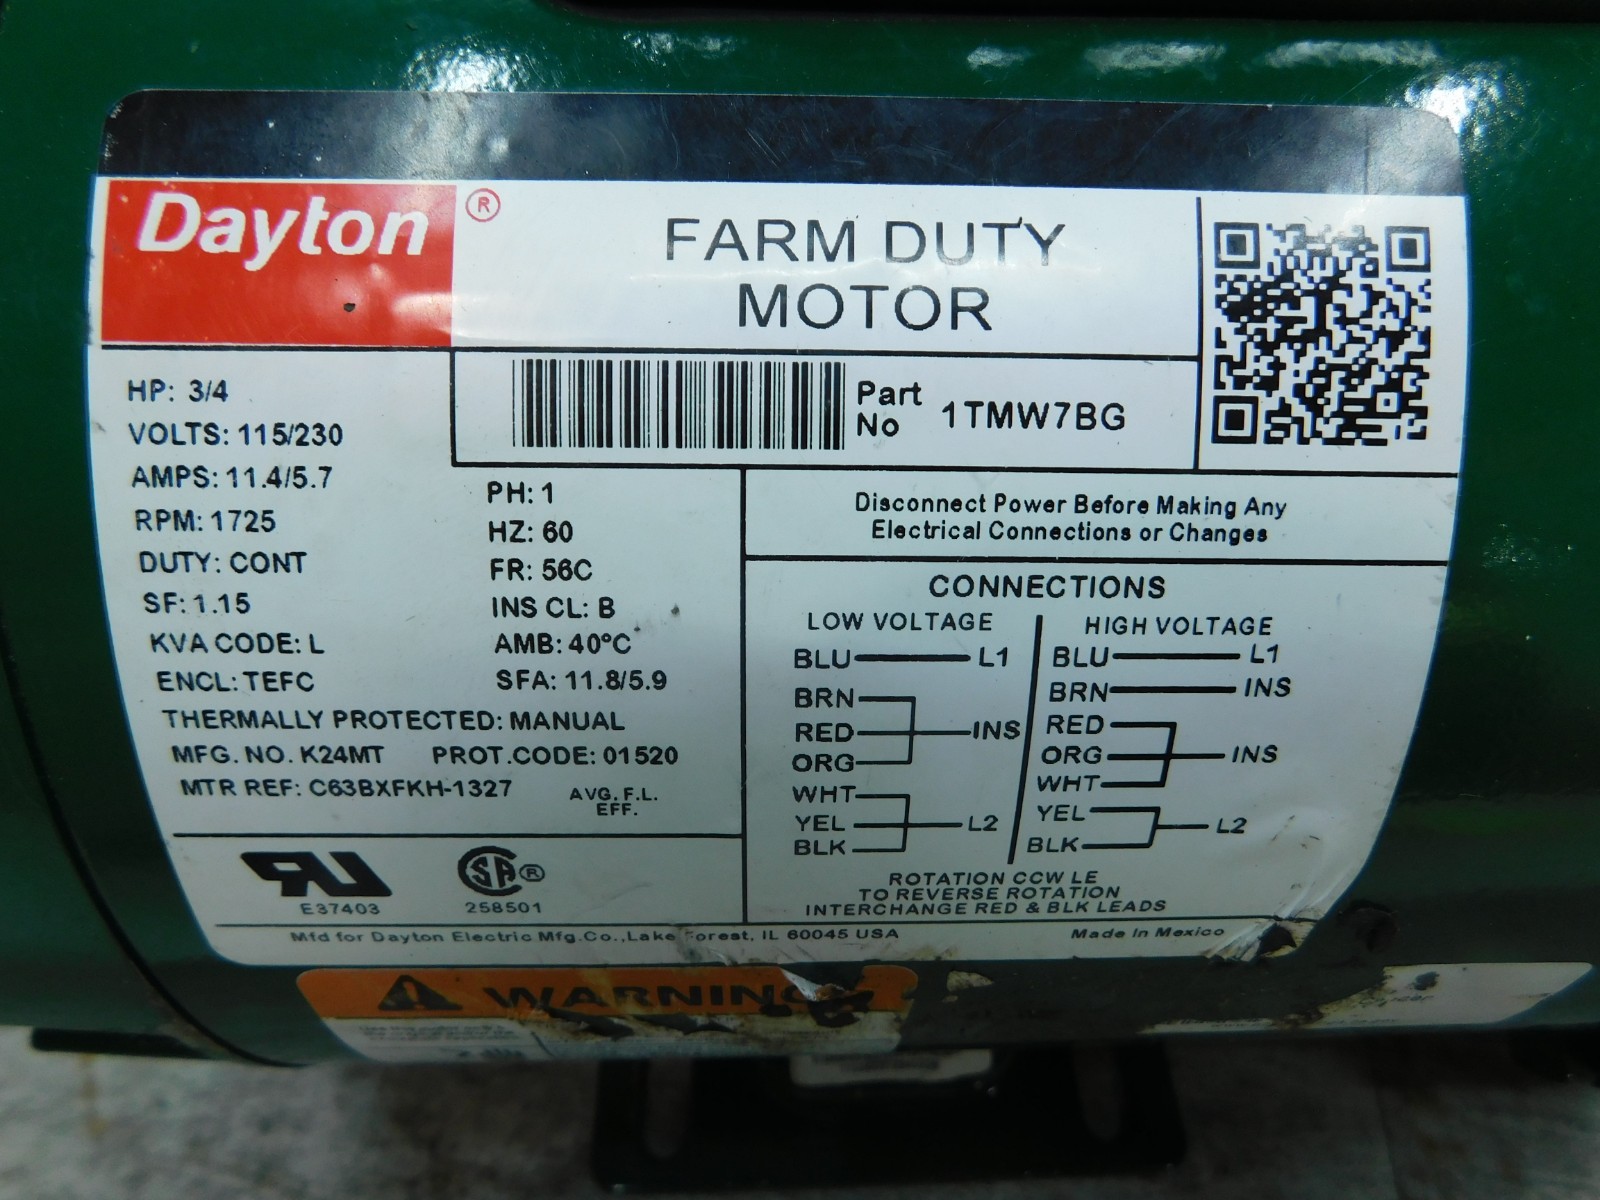 Dayton ®
FARM DUTY
MOTOR
Part
No 1TMW7BG
HP: 3/4
VOLTS: 115/230
AMPS: 11.4/5.7
RPM: 1725
DUTY: CONT
SF: 1.15
KVA CODE: L
ENCL: TEFC
PH: 1
HZ: 60
FR: 56C
INS CL: B
AMB: 40°C
SFA: 11.8/5.9
THERMALLY PROTECTED: MANUAL
MFG. NO. K24MT PROT.CODE: 01520
MTR REF: C63BXFKH-1327
AVG. F.L.
EFF.
E37403
SA ®
258501
Disconnect Power Before Making Any
Electrical Connections or Changes
CONNECTIONS
LOW VOLTAGE
BLU L1
BRN
RED INS
ORG
WHT
YEL L2
BLK
HIGH VOLTAGE
BLU L1
BRN INS
RED
ORG INS
WHT
YEL
L2
BLK
ROTATION CCW LE
TO REVERSE ROTATION
INTERCHANGE RED & BLK LEADS
Mfd for Dayton Electric Mfg.Co., Lake Forest, IL 60045 USA
Made In Mexico
WARNING